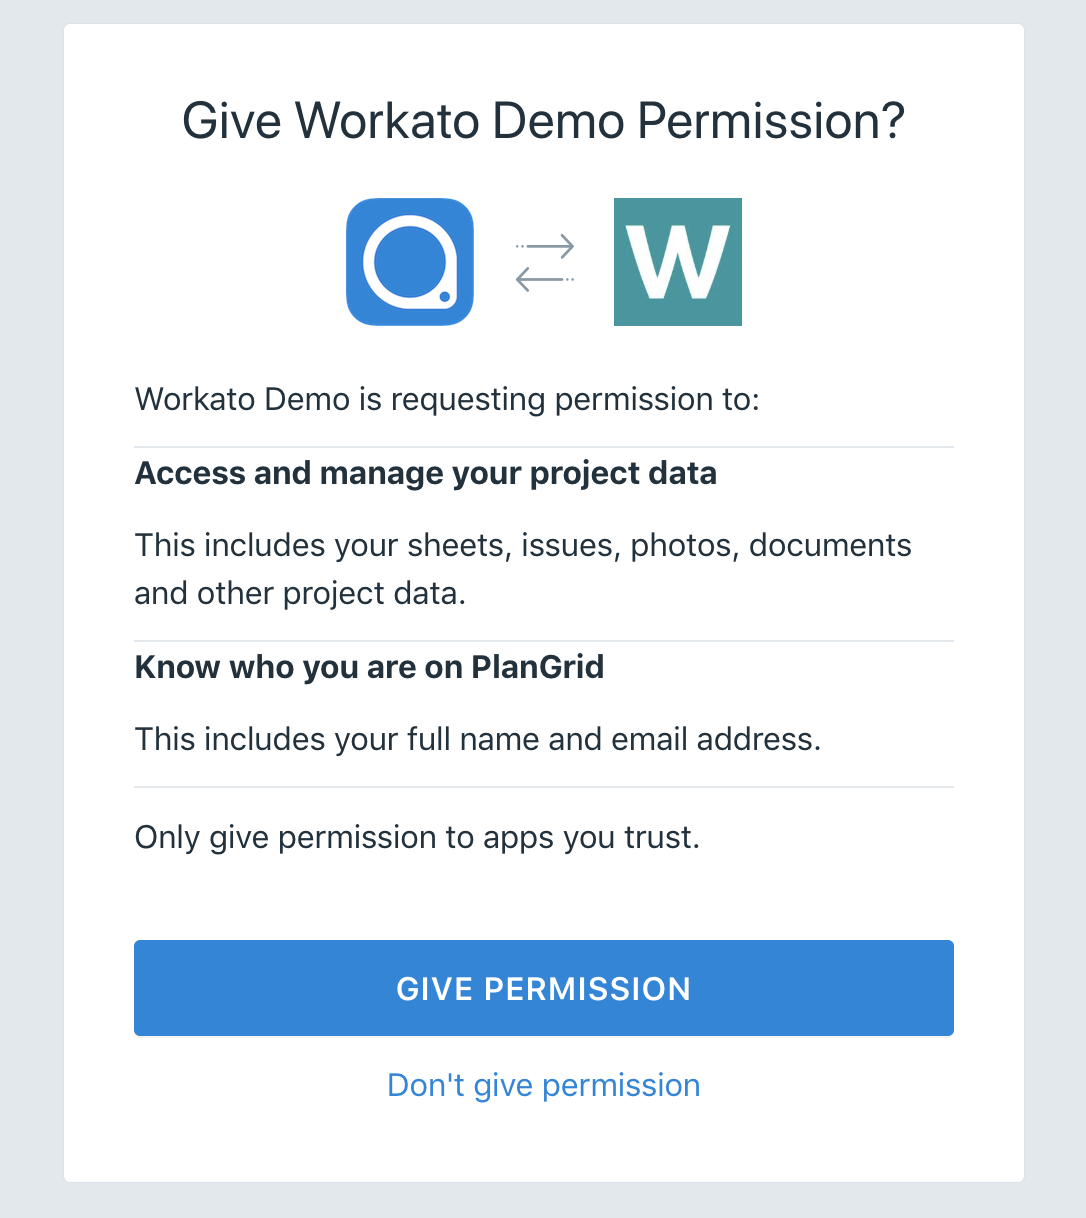 Give Workato Demo Permission?
W
Workato Demo is requesting permission to:
Access and manage your project data
This includes your sheets, issues, photos, documents
and other project data.
Know who you are on PlanGrid
This includes your full name and email address.
Only give permission to apps you trust.
GIVE PERMISSION
Don't give permission